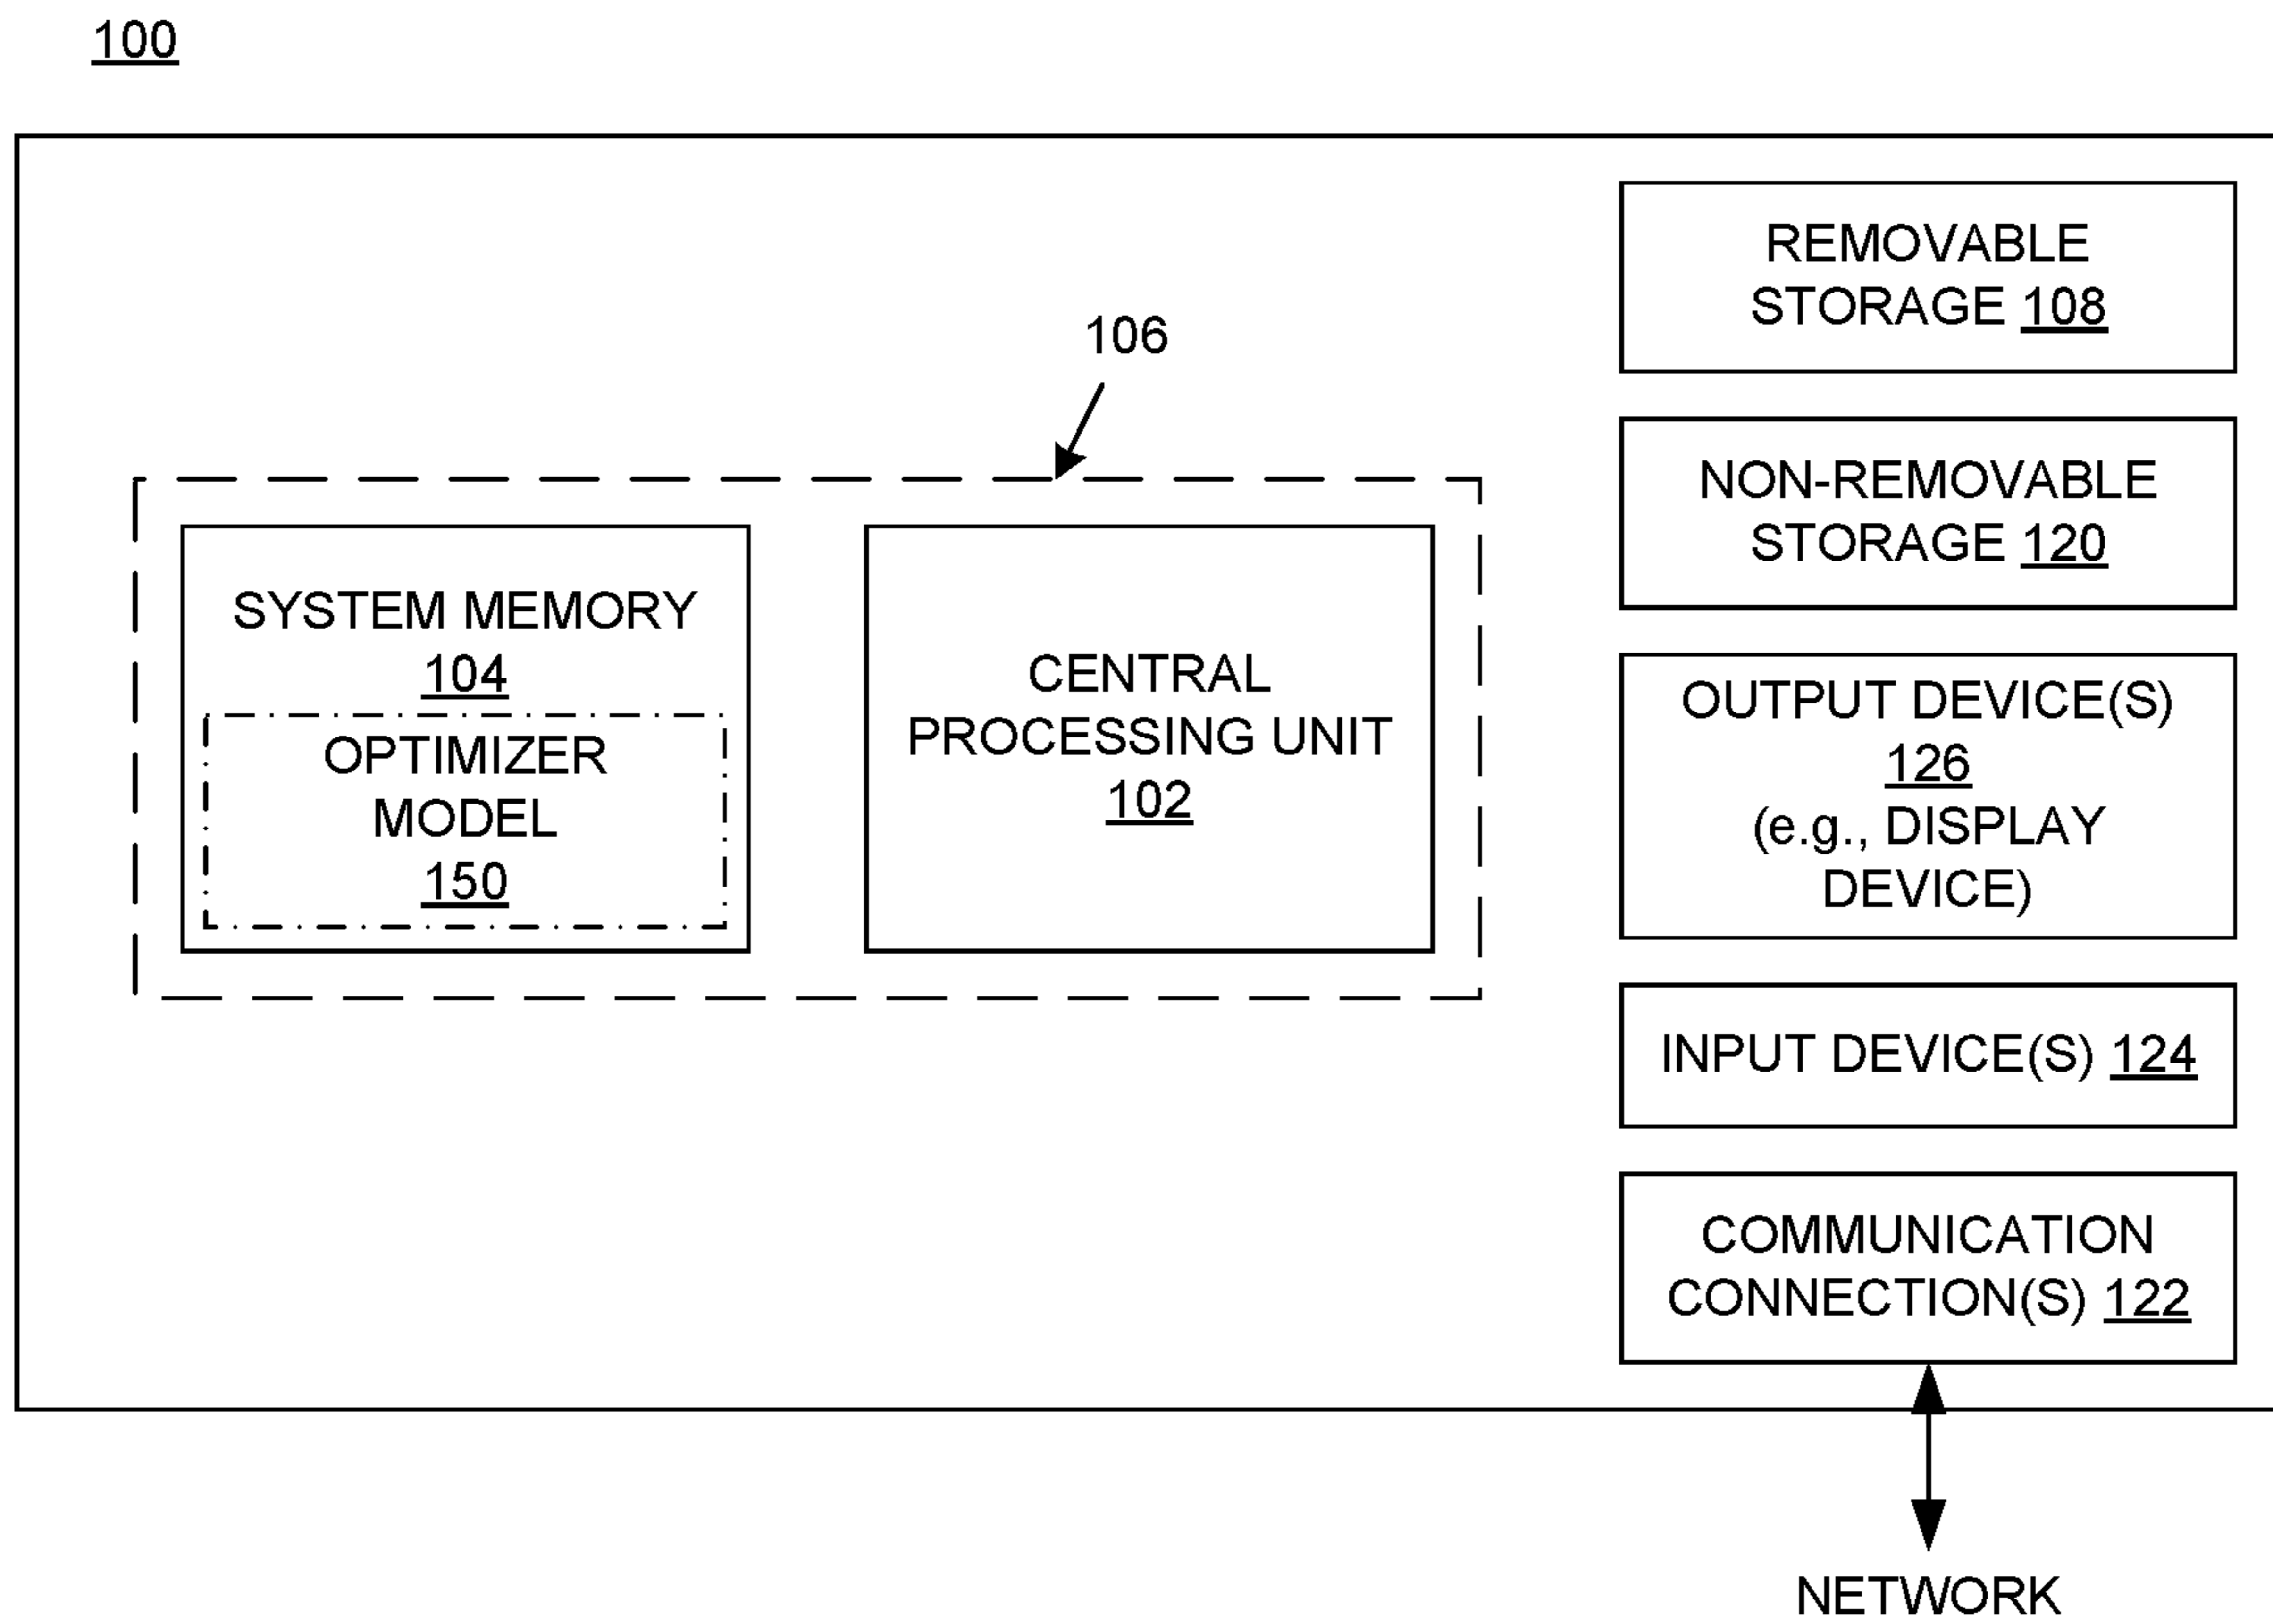 100
106
SYSTEM MEMORY
104
OPTIMIZER
MODEL
150
CENTRAL
PROCESSING UNIT
102
REMOVABLE
STORAGE 108
NON-REMOVABLE
STORAGE 120
OUTPUT DEVICE(S)
126
(e.g., DISPLAY
DEVICE)
INPUT DEVICE(S) 124
COMMUNICATION
CONNECTION(S) 122
NETWORK